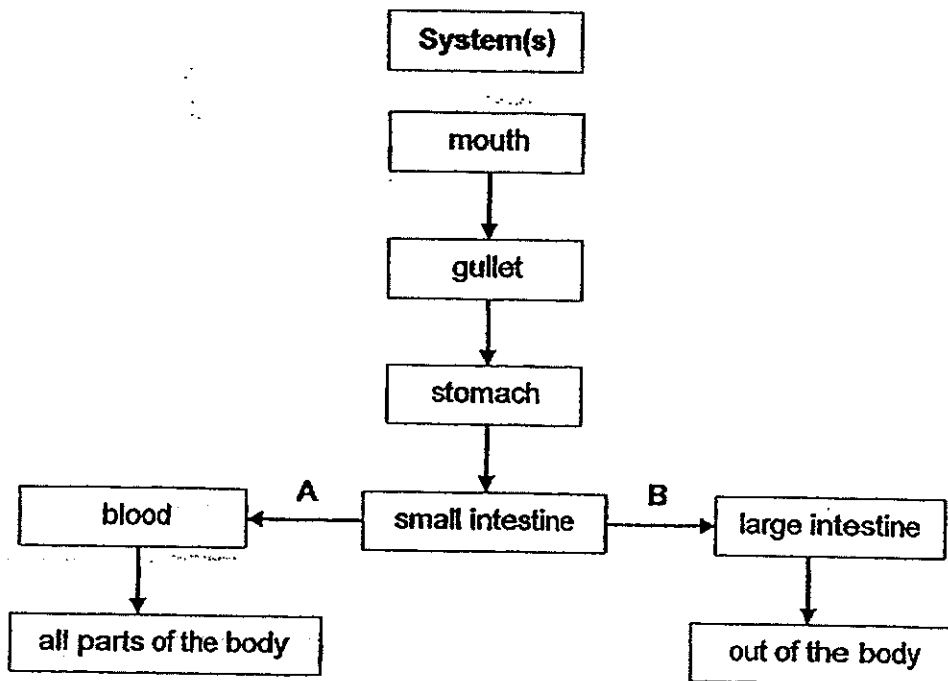 System(s)
mouth
gullet
stomach
A
B
blood
small intestine
large intestine
all parts of the body
out of the body